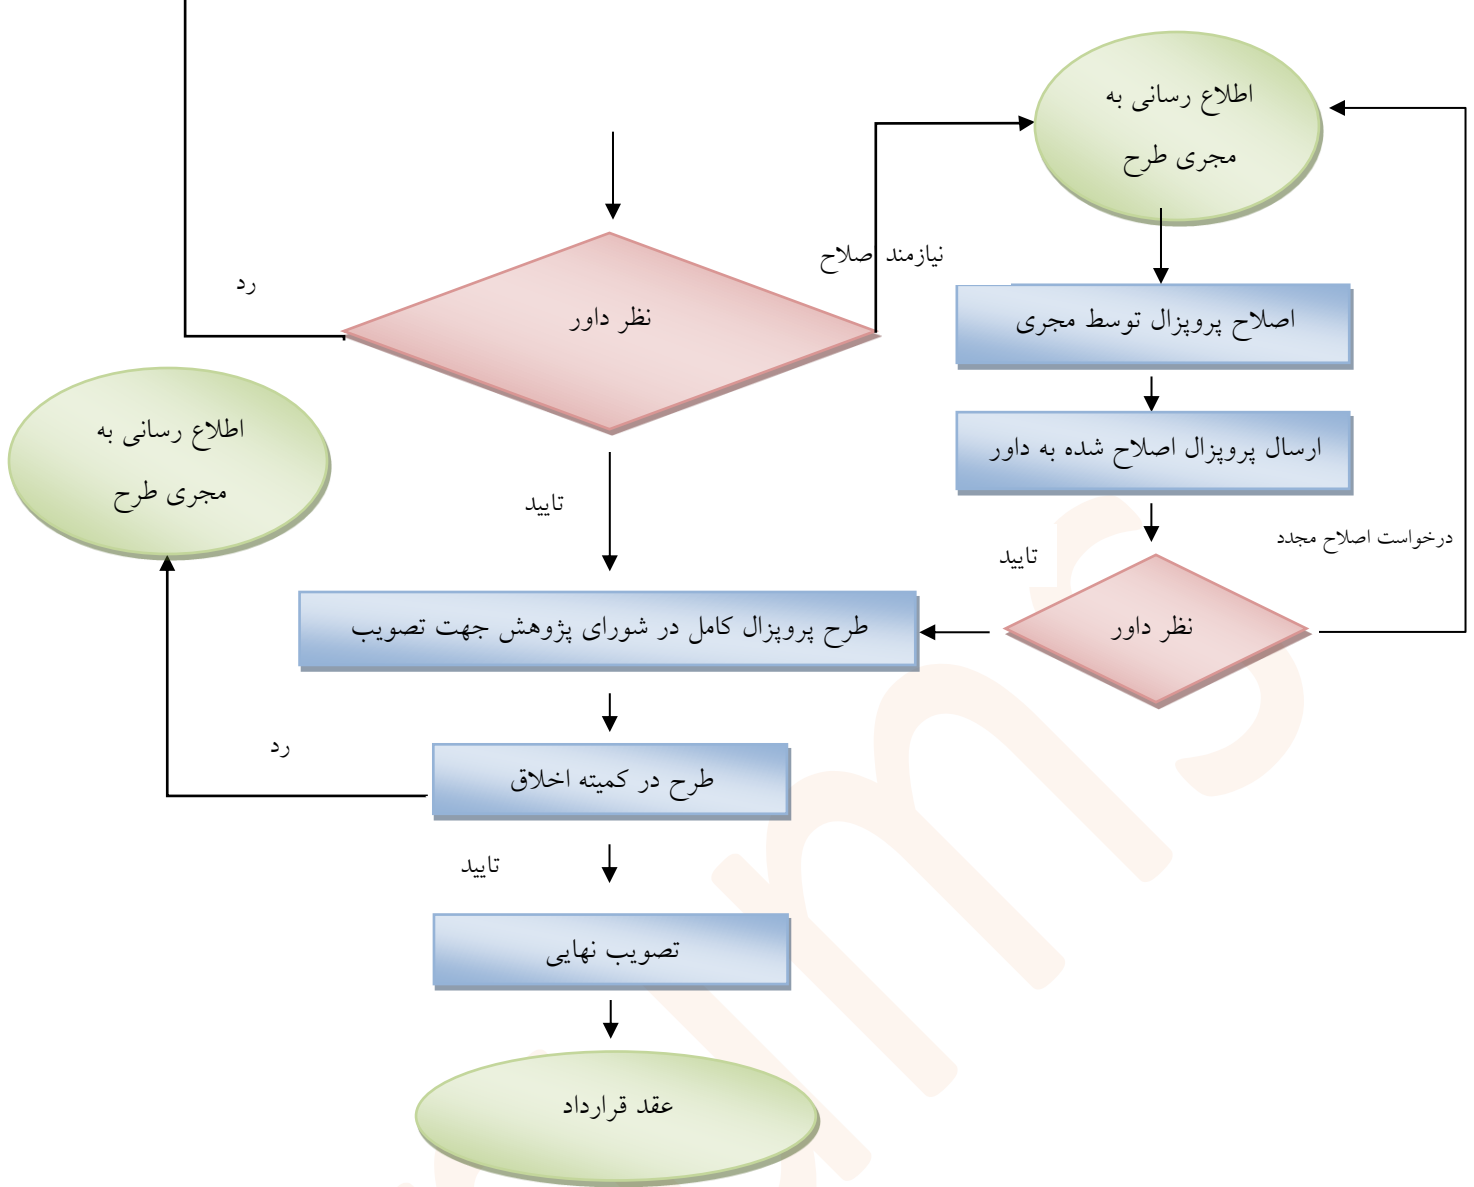 اطلاع رسانی به
مجری طرح
نیازمند اصلاح
رد
نظر داور
اصلاح پروپزال توسط مجری
اطلاع رسانی به
مجری طرح
ارسال پروپزال اصلاح شده به داور
تایید
درخواست اصلاح مجدد
تایید
نظر داور
طرح پروپزال کامل در شورای پژوهش جهت تصویب
رد
طرح در کمیته اخلاق
تایید
تصویب نهایی
عقد قرارداد